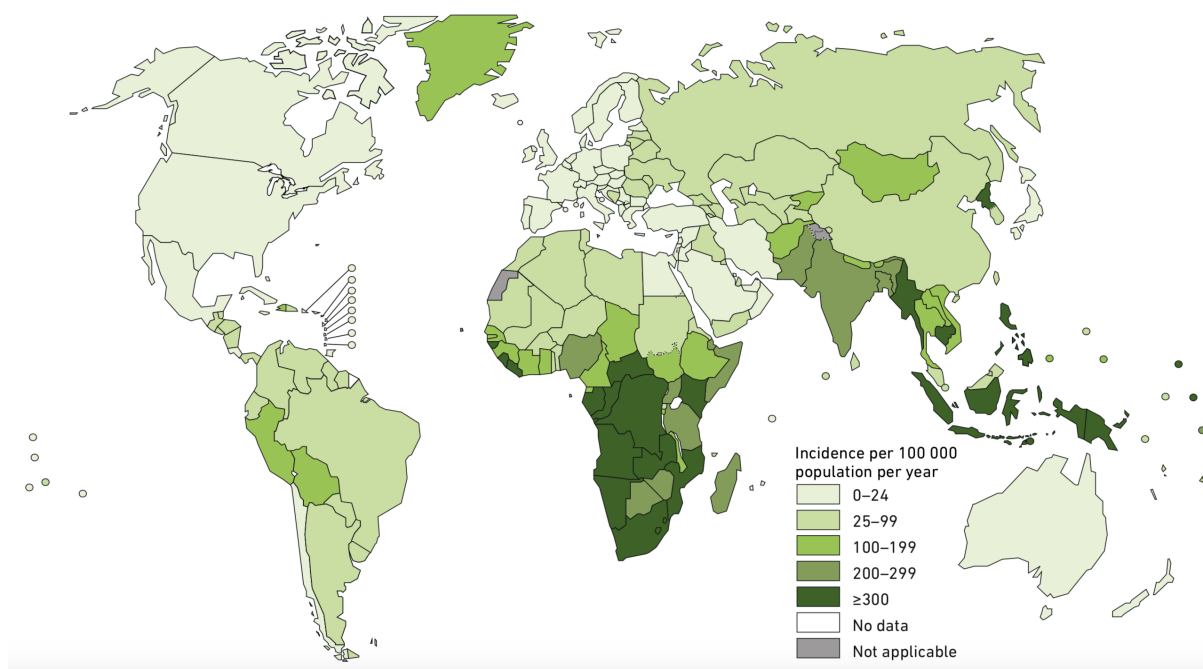 Incidence per 100 000
population per year
0–24
25–99
100–199
200–299
≥300
No data
Not applicable